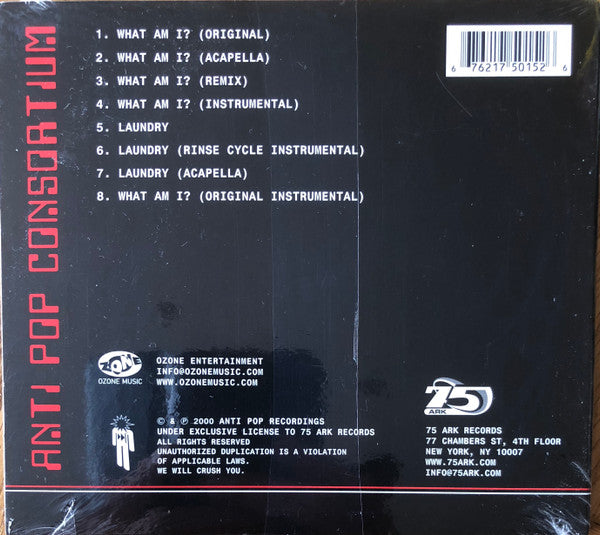 ANTI POP CONSORTIUM
1. WHAT AM I? (ORIGINAL)
2. WHAT AM I? (ACAPELLA)
3. WHAT AM I? (REMIX)
4. WHAT AM I? (INSTRUMENTAL)
5. LAUNDRY
6. LAUNDRY (RINSE CYCLE INSTRUMENTAL)
7. LAUNDRY (ACAPELLA)
8. WHAT AM I? (ORIGINAL INSTRUMENTAL)
6 76217 50152 6
OZONE
OZONE MUSIC
OZONE ENTERTAINMENT
INFO@OZONEMUSIC.COM
WWW.OZONEMUSIC.COM
© & ℗ 2000 ANTI POP RECORDINGS
UNDER EXCLUSIVE LICENSE TO 75 ARK RECORDS
ALL RIGHTS RESERVED
UNAUTHORIZED DUPLICATION IS A VIOLATION
OF APPLICABLE LAWS.
WE WILL CRUSH YOU.
75
ARK
75 ARK RECORDS
77 CHAMBERS ST, 4TH FLOOR
NEW YORK, NY 10007
WWW.75ARK.COM
INFO@75ARK.COM